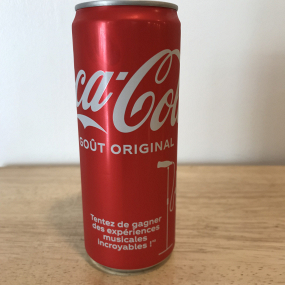 ca-Col
GOÛT ORIGINAL
Tentez de gagner
des expériences
musicales
incroyables !